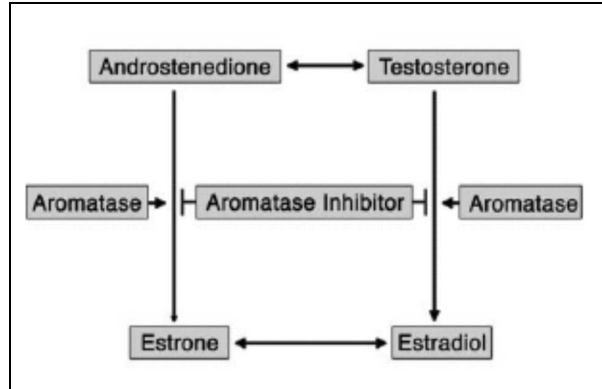 Androstenedione Testosterone
Aromatase Aromatase Inhibitor Aromatase
Estrone Estradiol